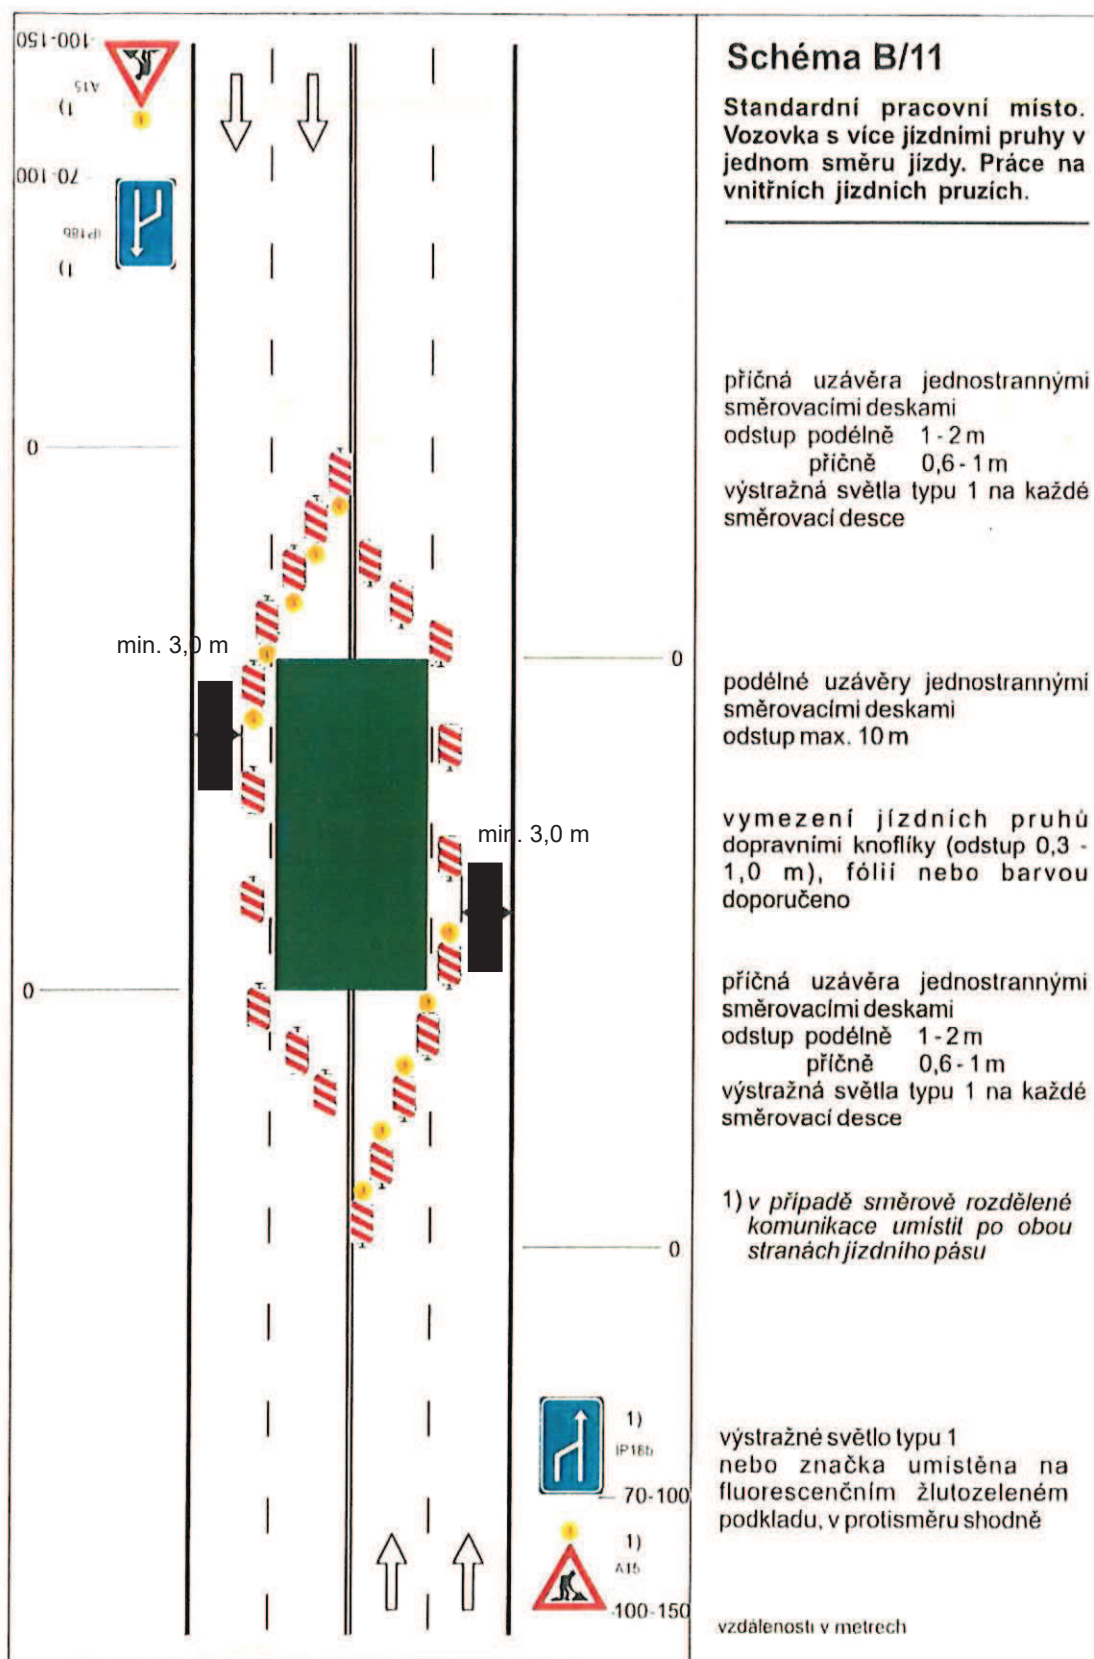 Schéma B/11
Standardní pracovní místo.
Vozovka s více jízdními pruhy v
jednom směru jízdy. Práce na
vnitřních jízdních pruzích.
100-150
A15
1)
70-100
IP18b
1)
příčná uzávěra jednostrannými
směrovacími deskami
odstup podélně 1-2 m
příčně 0,6-1 m
výstražná světla typu 1 na každé
směrovací desce
0
min. 3,0 m
0
podélné uzávěry jednostrannými
směrovacími deskami
odstup max. 10 m
min. 3,0 m
vymezení jízdních pruhů
dopravními knoflíky (odstup 0,3 -
1,0 m), fólií nebo barvou
doporučeno
0
příčná uzávěra jednostrannými
směrovacími deskami
odstup podélně 1-2 m
příčně 0,6-1 m
výstražná světla typu 1 na každé
směrovací desce
1) v případě směrově rozdělené
komunikace umístit po obou
stranách jízdního pásu
0
1)
IP18b
70-100
1)
A15
100-150
výstražné světlo typu 1
nebo značka umístěna na
fluorescenčním žlutozeleném
podkladu, v protisměru shodně
vzdálenosti v metrech